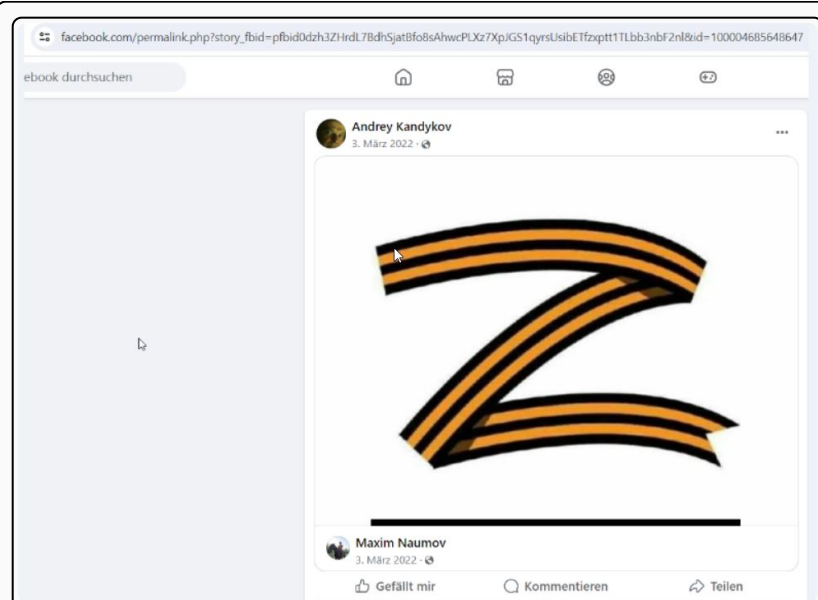 facebook.com/permalink.php?story_fbid=pfbid0dzh3ZHrdL7BdhSjatBfo8sAhwcPLXz7XpJGS1qyrsUsibETfzxptt1TLbb3nbF2nl&id=100004685648647
ebook durchsuchen
Andrey Kandykov
3. März 2022 ·
Maxim Naumov
3. März 2022 ·
Gefällt mir
Kommentieren
Teilen